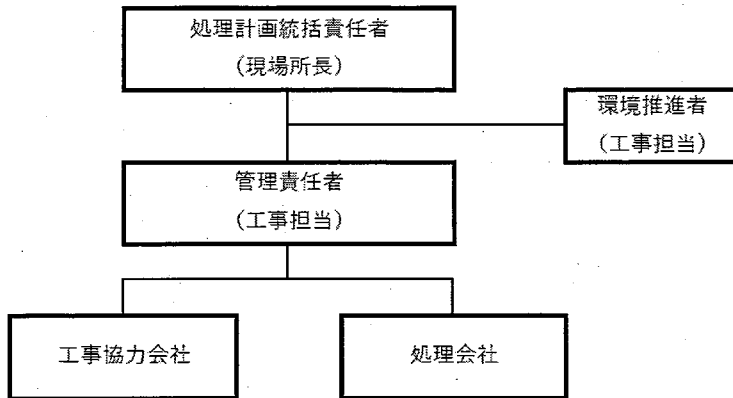 処理計画統括責任者
（現場所長）
環境推進者
（工事担当）
管理責任者
（工事担当）
工事協力会社
処理会社